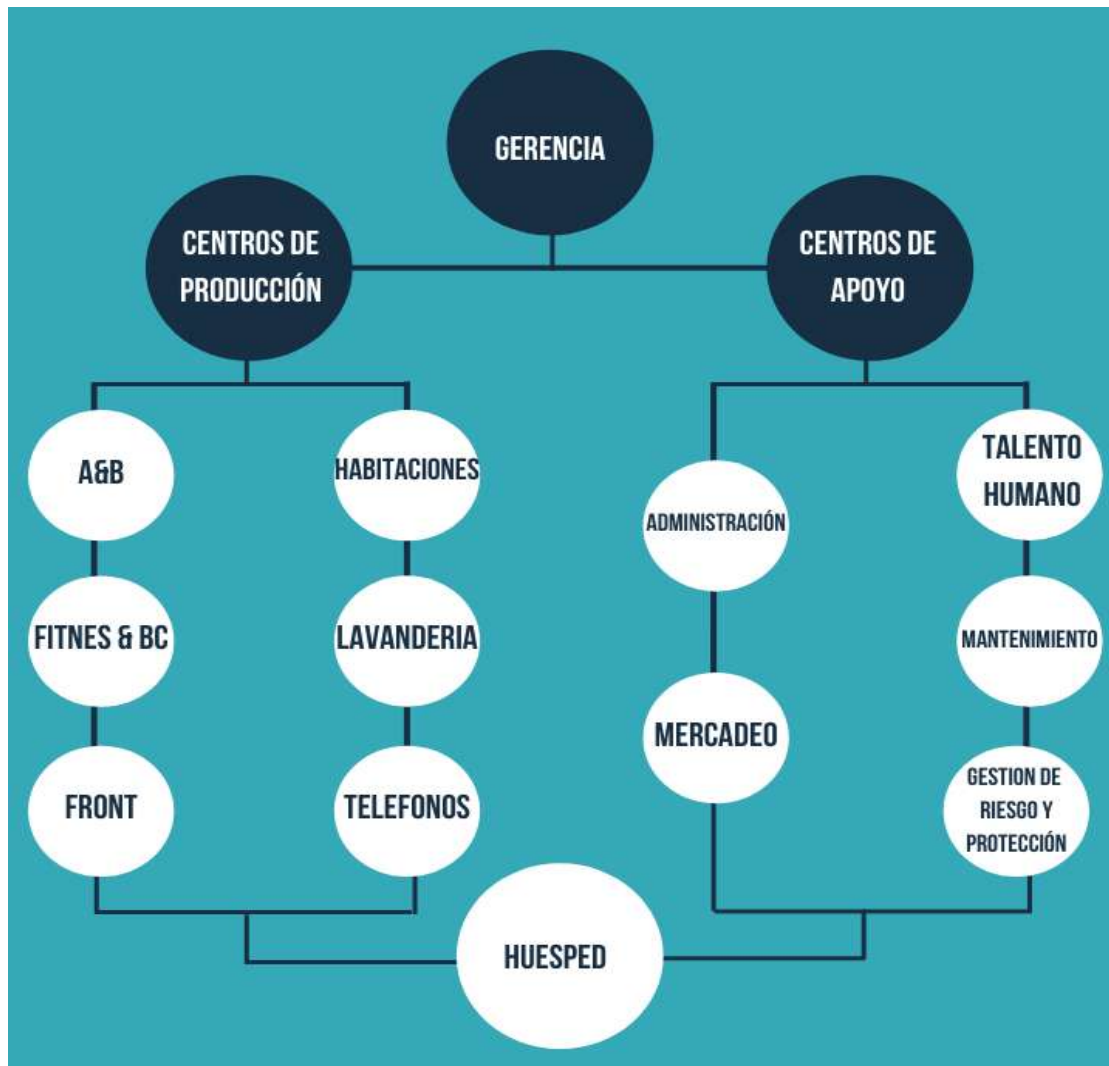 GERENCIA
CENTROS DE
PRODUCCIÓN
CENTROS DE
APOYO
A&B
HABITACIONES
ADMINISTRACIÓN
TALENTO
HUMANO
FITNES & BC
LAVANDERIA
MANTENIMIENTO
MERCADEO
FRONT
TELEFONOS
GESTION DE
RIESGO Y
PROTECCIÓN
HUESPED